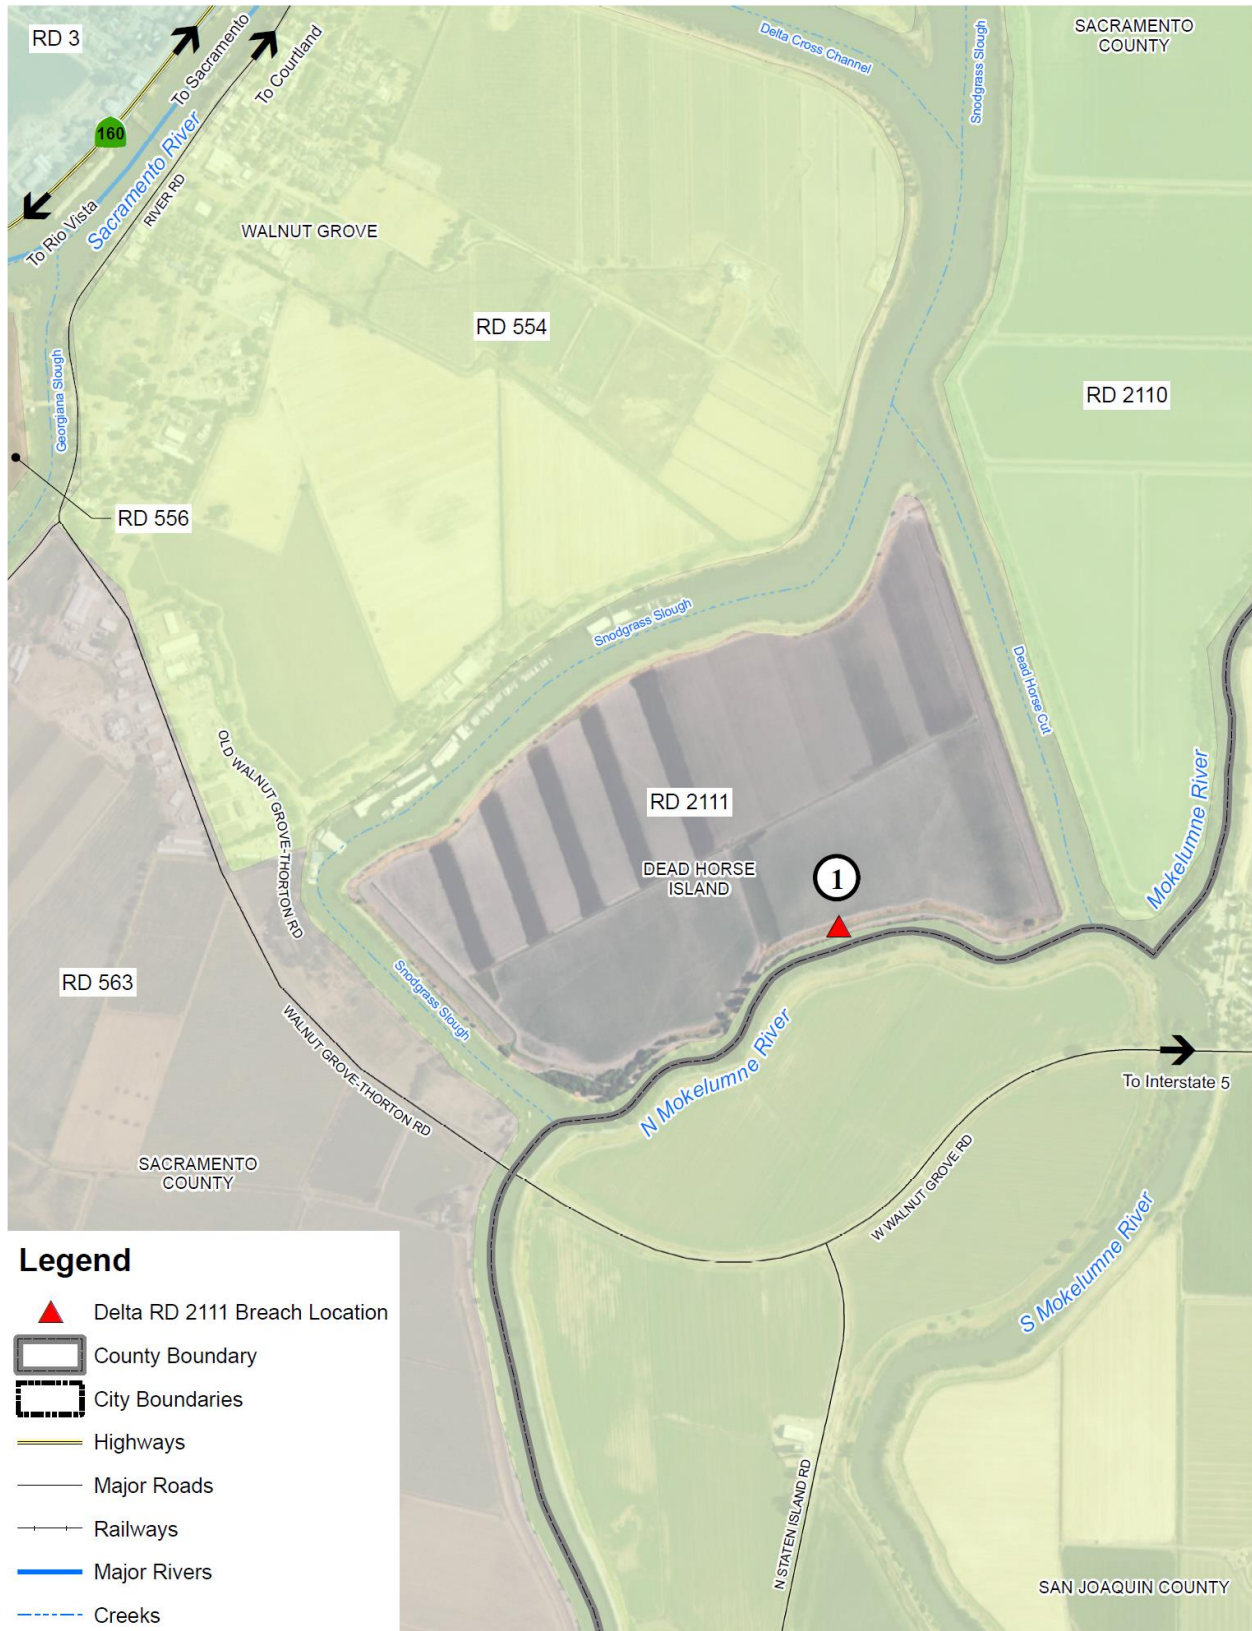 RD 3
To Sacramento
To Courtland
160
Sacramento River
RIVER RD
To Rio Vista
WALNUT GROVE
Delta Cross Channel
Snodgrass Slough
SACRAMENTO
COUNTY
RD 554
RD 2110
Georgiana Slough
RD 556
Snodgrass Slough
Dead Horse Cut
OLD WALNUT GROVE-THORTON RD
RD 2111
DEAD HORSE
ISLAND
1
Mokelumne River
RD 563
Snodgrass Slough
WALNUT GROVE-THORTON RD
N Mokelumne River
To Interstate 5
SACRAMENTO
COUNTY
W WALNUT GROVE RD
S Mokelumne River
N STATEN ISLAND RD
SAN JOAQUIN COUNTY
Legend
Delta RD 2111 Breach Location
County Boundary
City Boundaries
Highways
Major Roads
Railways
Major Rivers
Creeks